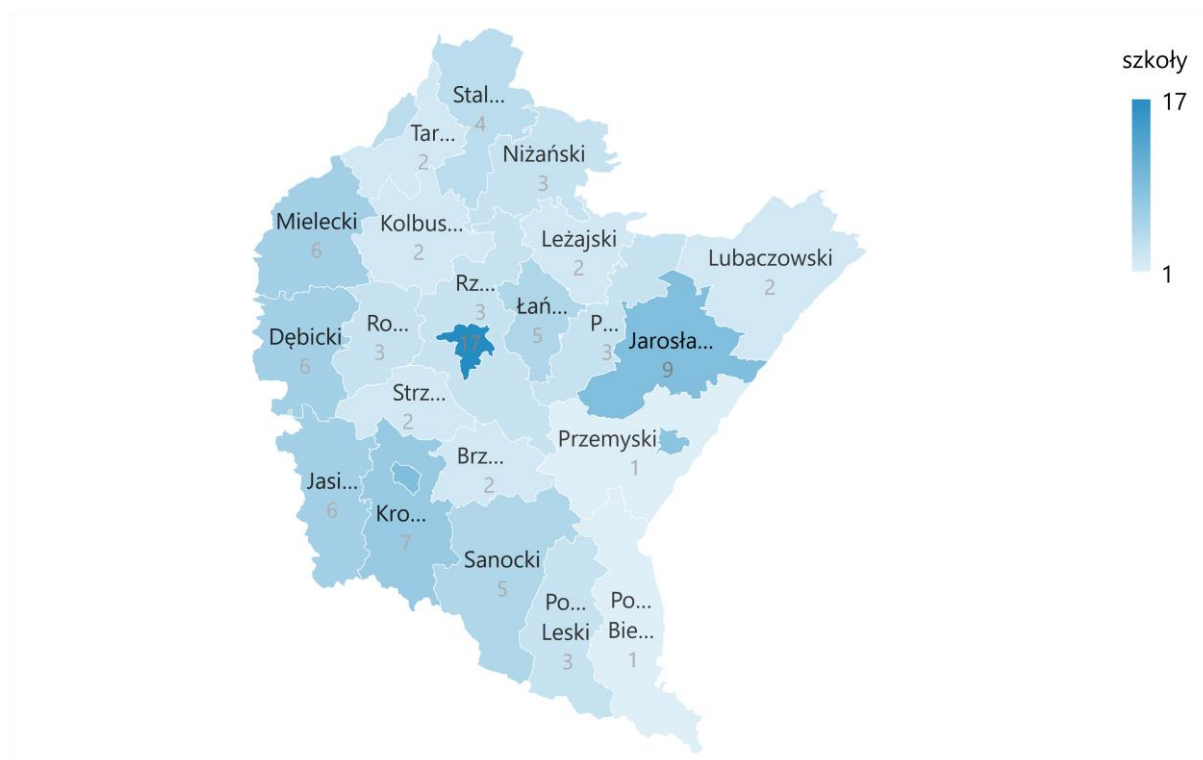 szkoły
17
1
Stal...
4
Tar...
2
Niżański
3
Mielecki
6
Kolbus...
2
Leżajski
2
Lubaczowski
2
Rz...
3
Łań...
5
17
P...
3
Jarosła...
9
Dębicki
6
Ro...
3
Strz...
2
Przemyski
1
Brz...
2
Jasi...
6
Kro...
7
Sanocki
5
Po...
Leski
3
Po...
Bie...
1